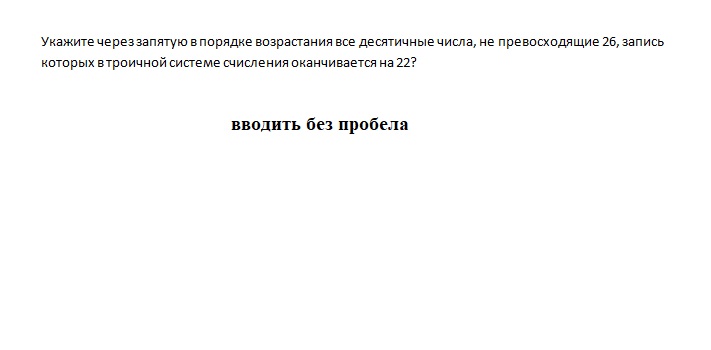 Укажите через запятую в порядке возрастания все десятичные числа, не превосходящие 26, запись
которых в троичной системе счисления оканчивается на 22?
вводить без пробела